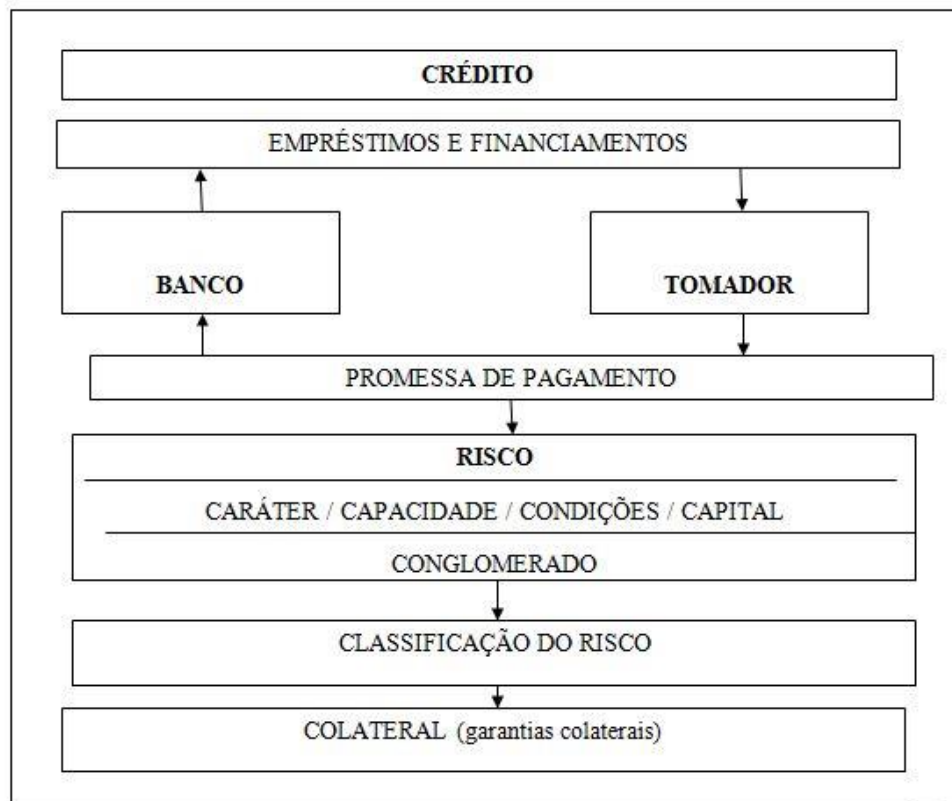 CRÉDITO
EMPRÉSTIMOS E FINANCIAMENTOS
BANCO
TOMADOR
PROMESSA DE PAGAMENTO
RISCO
CARÁTER / CAPACIDADE / CONDIÇÕES / CAPITAL
CONGLOMERADO
CLASSIFICAÇÃO DO RISCO
COLATERAL (garantias colaterais)